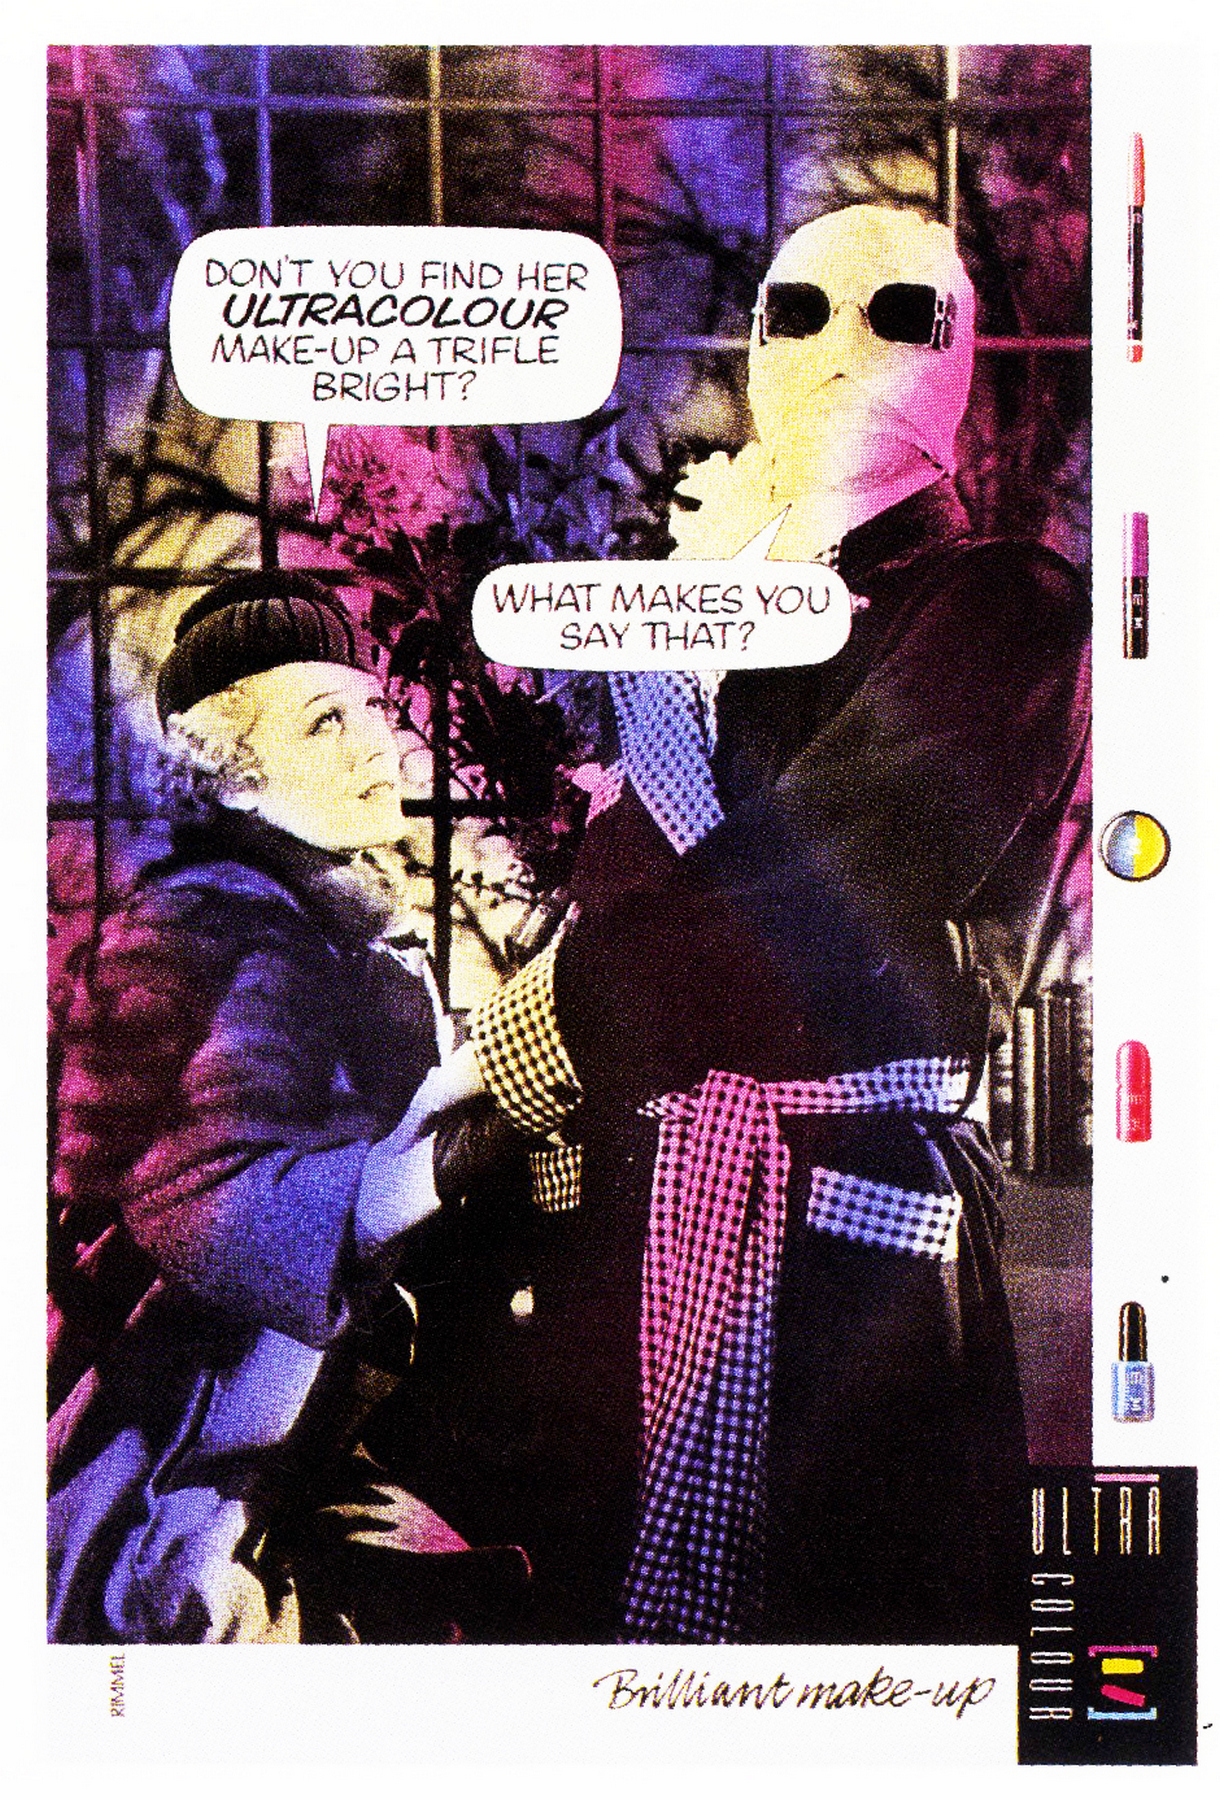 DON'T YOU FIND HER
ULTRACOLOUR
MAKE-UP A TRIFLE
BRIGHT?
WHAT MAKES YOU
SAY THAT?
ULTRA
COLOUR
RIMMEL
Brilliant make-up